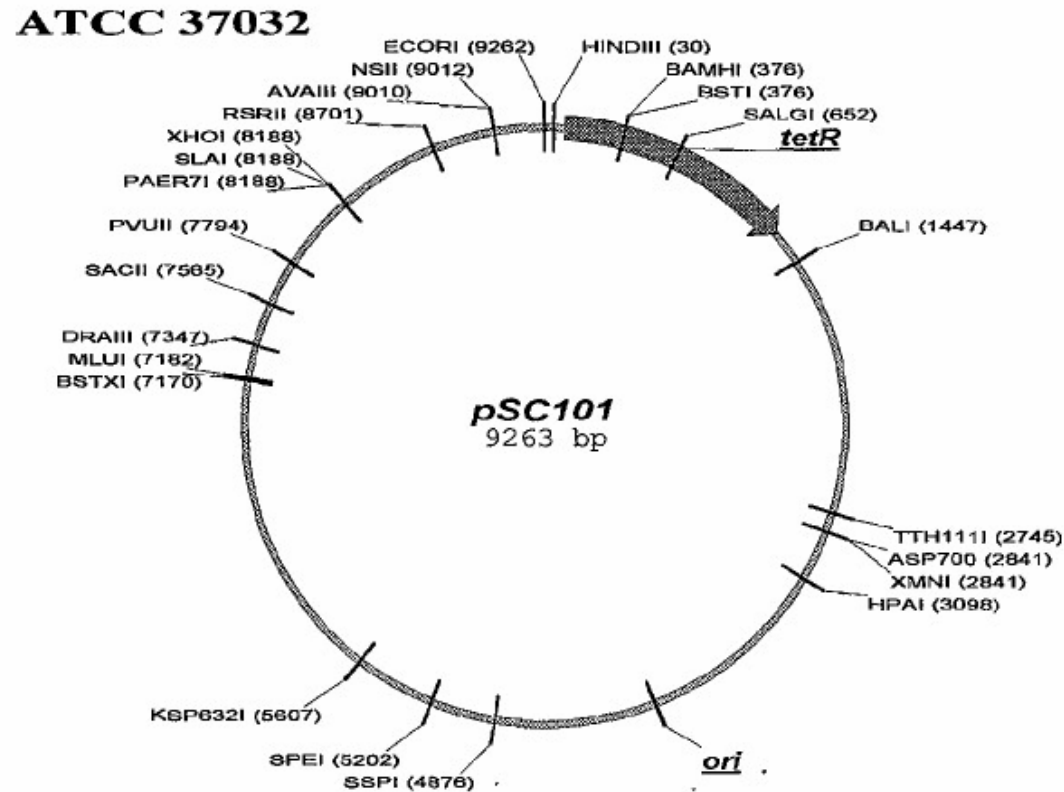 ATCC 37032
ECORI (9262)
HINDIII (30)
NSII (9012)
BAMHI (376)
AVAIII (9010)
BSTI (376)
RSRII (8701)
SALGI (652)
tetR
XHOI (8188)
SLAI (8188)
PAER7I (8188)
PVUII (7794)
BALI (1447)
SACII (7565)
DRAIII (7347)
MLUI (7182)
BSTXI (7170)
pSC101
9263 bp
TTH111I (2745)
ASP700 (2841)
XMNI (2841)
HPAI (3098)
KSP632I (5607)
SPEI (5202)
SSPI (4876)
ori